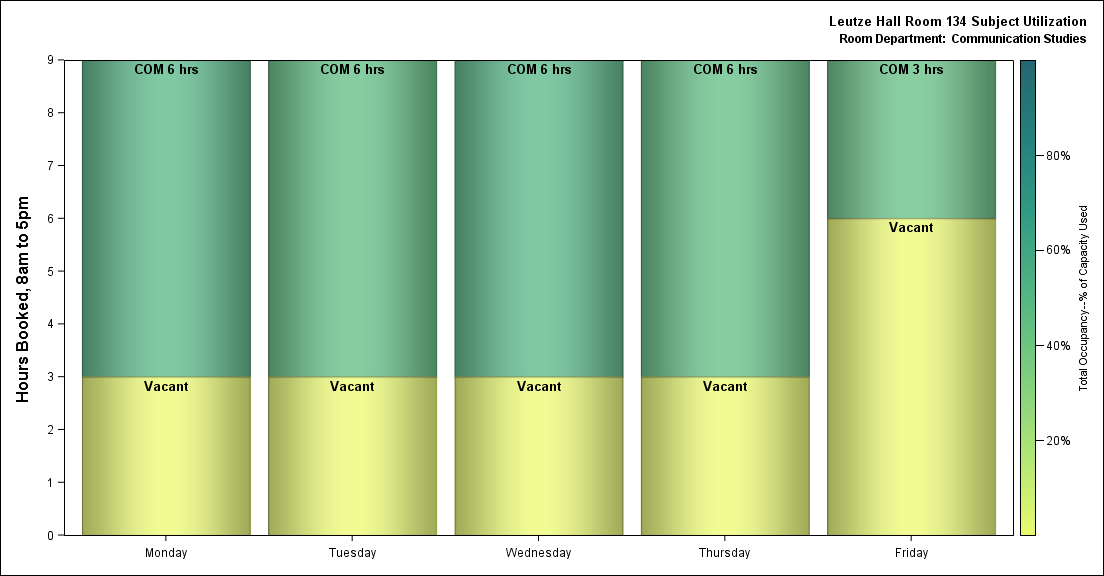 Leutze Hall Room 134 Subject Utilization
Room Department: Communication Studies
Hours Booked, 8am to 5pm
9
8
7
6
5
4
3
2
1
0
COM 6 hrs
Vacant
COM 6 hrs
Vacant
COM 6 hrs
Vacant
COM 6 hrs
Vacant
COM 3 hrs
Vacant
Monday
Tuesday
Wednesday
Thursday
Friday
80%
60%
40%
20%
Total Occupancy--% of Capacity Used